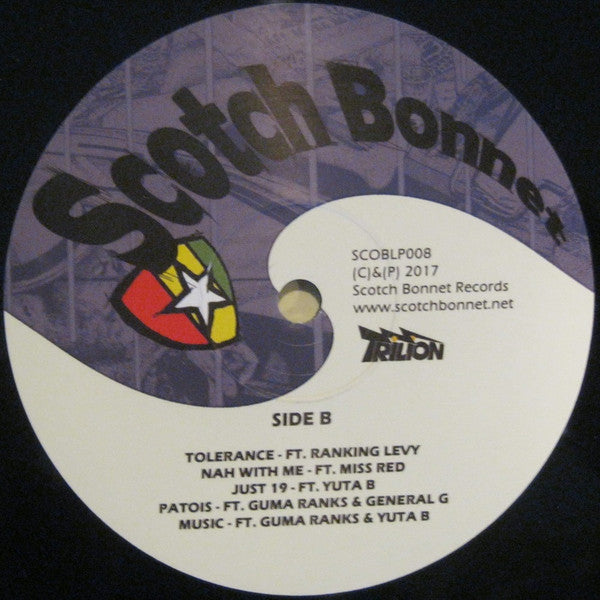 Scotch Bonnet
SCOBLP008
(C)&(P) 2017
Scotch Bonnet Records
www.scotchbonnet.net
TRILION
SIDE B
TOLERANCE - FT. RANKING LEVY
NAH WITH ME - FT. MISS RED
JUST 19 - FT. YUTA B
PATOIS - FT. GUMA RANKS & GENERAL G
MUSIC - FT. GUMA RANKS & YUTA B